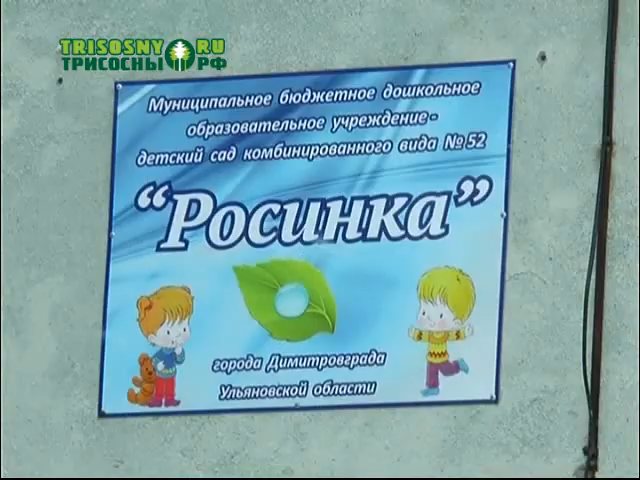 TRISOSNY RU
ТРИСОСНЫ РФ
Муниципальное бюджетное дошкольное
образовательное учреждение -
детский сад комбинированного вида № 52
“Росинка”
города Димитровграда
Ульяновской области